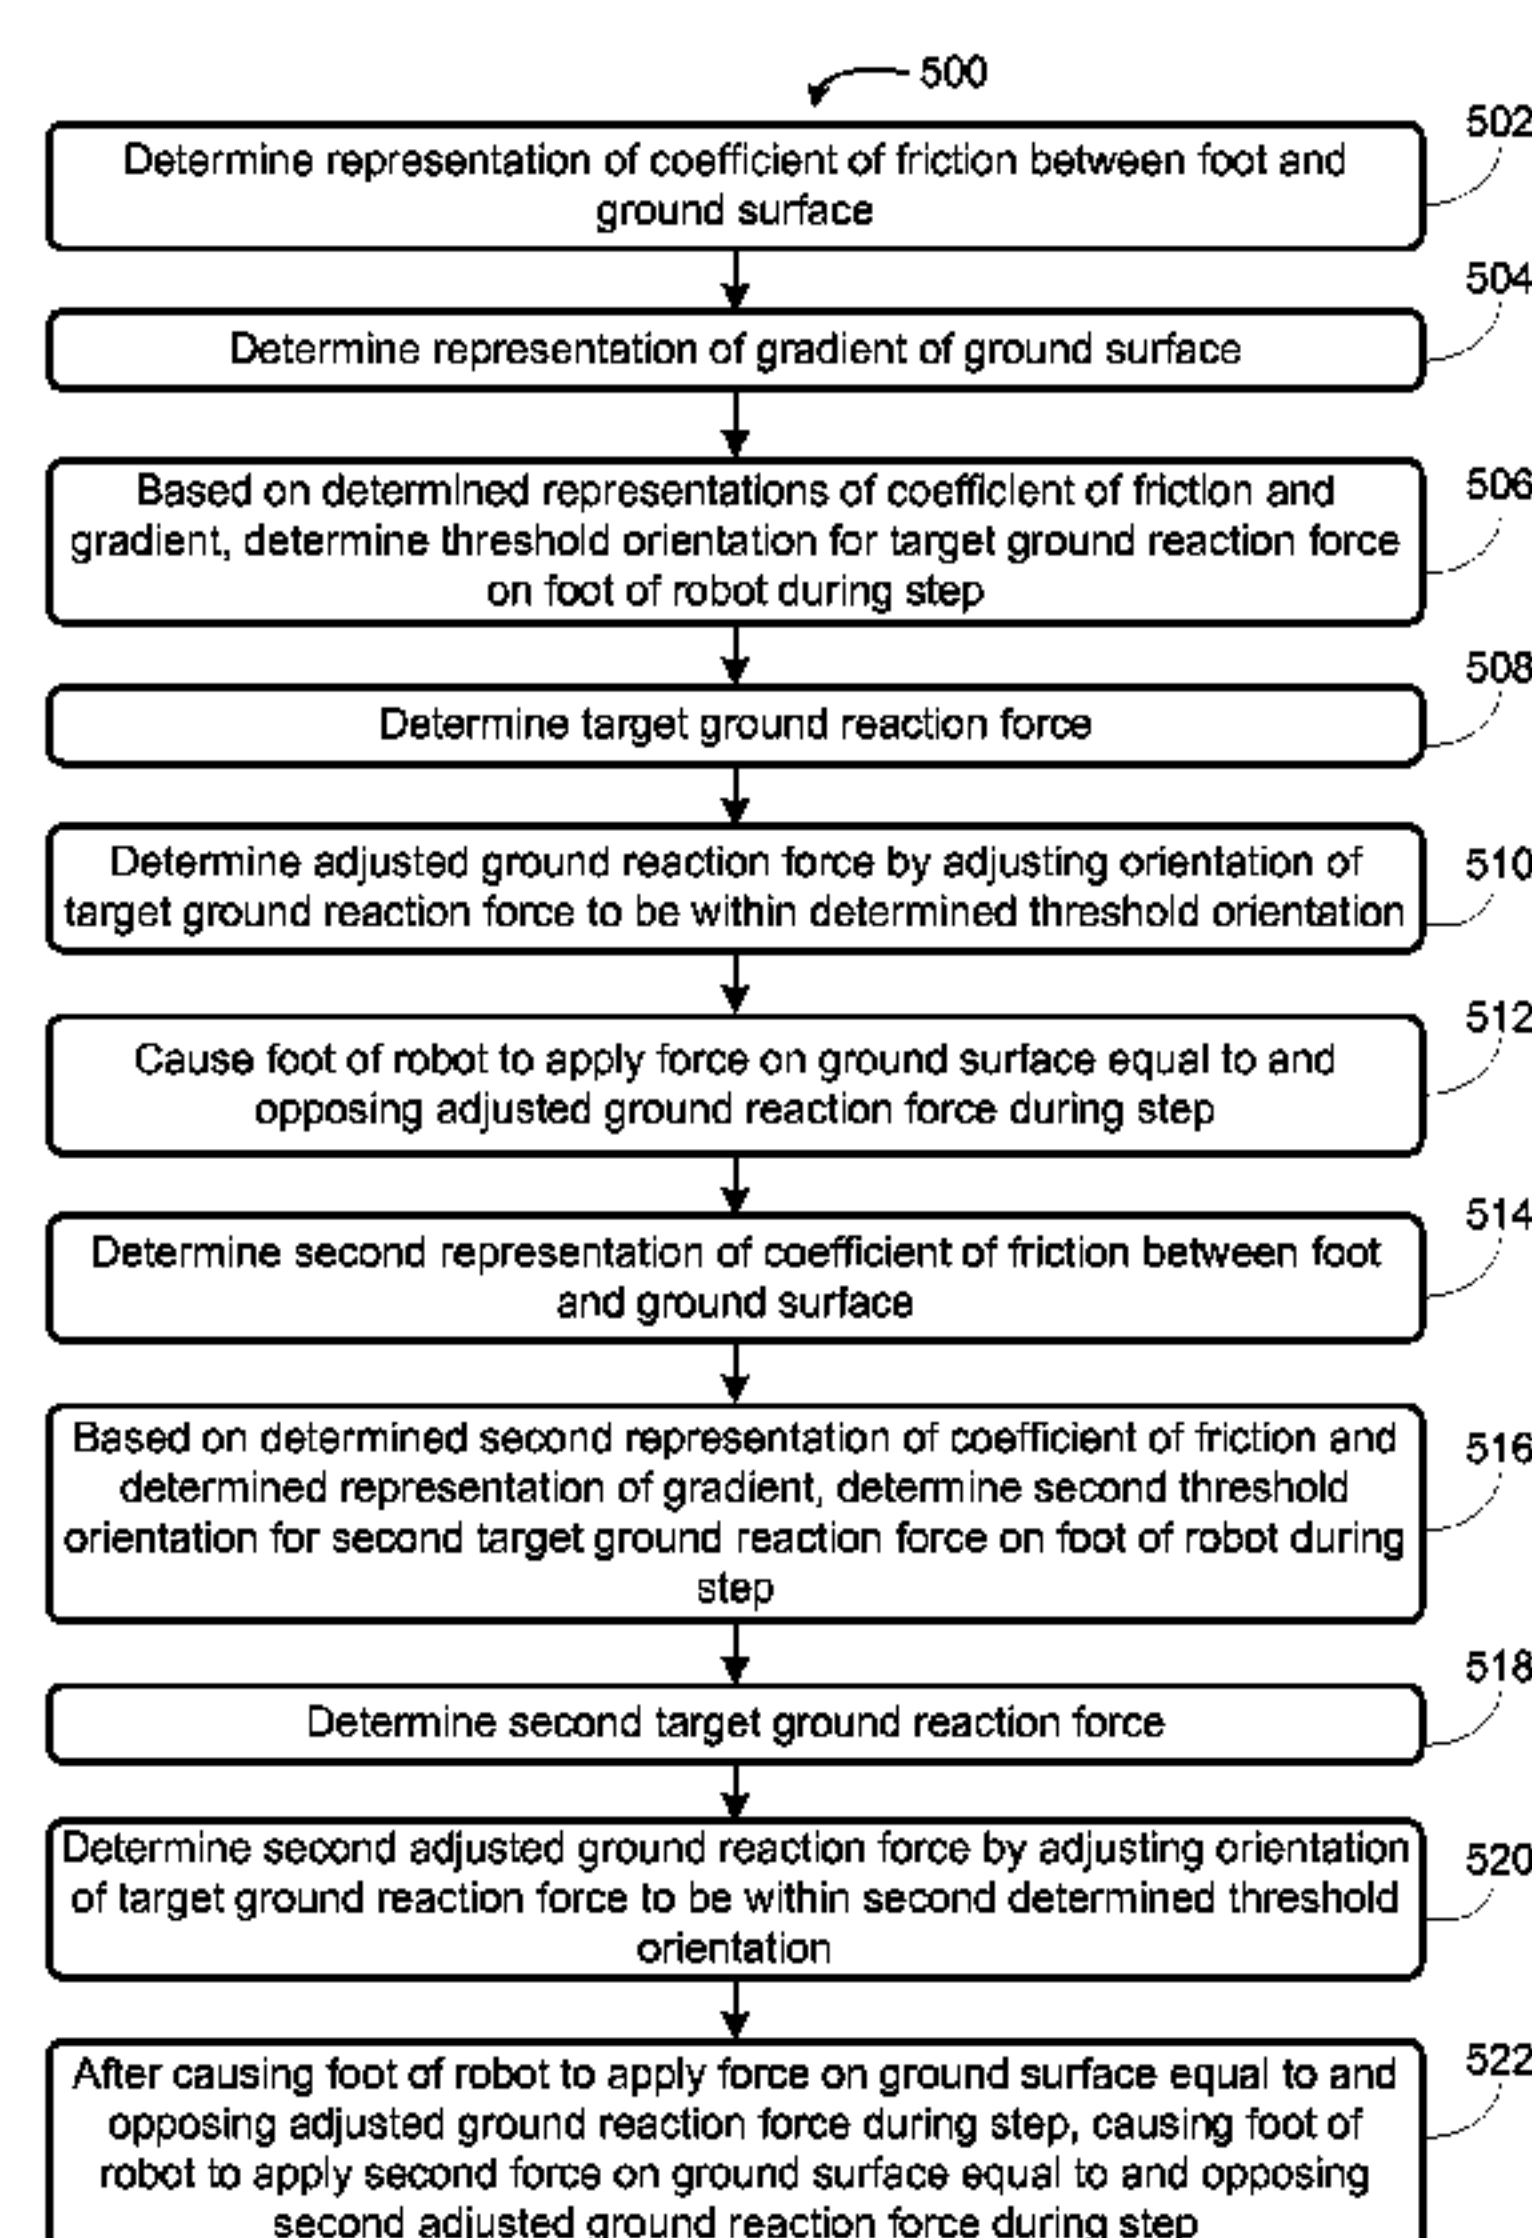 500
502
Determine representation of coefficient of friction between foot and
ground surface
504
Determine representation of gradient of ground surface
506
Based on determined representations of coefficient of friction and
gradient, determine threshold orientation for target ground reaction force
on foot of robot during step
508
Determine target ground reaction force
510
Determine adjusted ground reaction force by adjusting orientation of
target ground reaction force to be within determined threshold orientation
512
Cause foot of robot to apply force on ground surface equal to and
opposing adjusted ground reaction force during step
514
Determine second representation of coefficient of friction between foot
and ground surface
516
Based on determined second representation of coefficient of friction and
determined representation of gradient, determine second threshold
orientation for second target ground reaction force on foot of robot during
step
518
Determine second target ground reaction force
520
Determine second adjusted ground reaction force by adjusting orientation
of target ground reaction force to be within second determined threshold
orientation
522
After causing foot of robot to apply force on ground surface equal to and
opposing adjusted ground reaction force during step, causing foot of
robot to apply second force on ground surface equal to and opposing
second adjusted ground reaction force during step